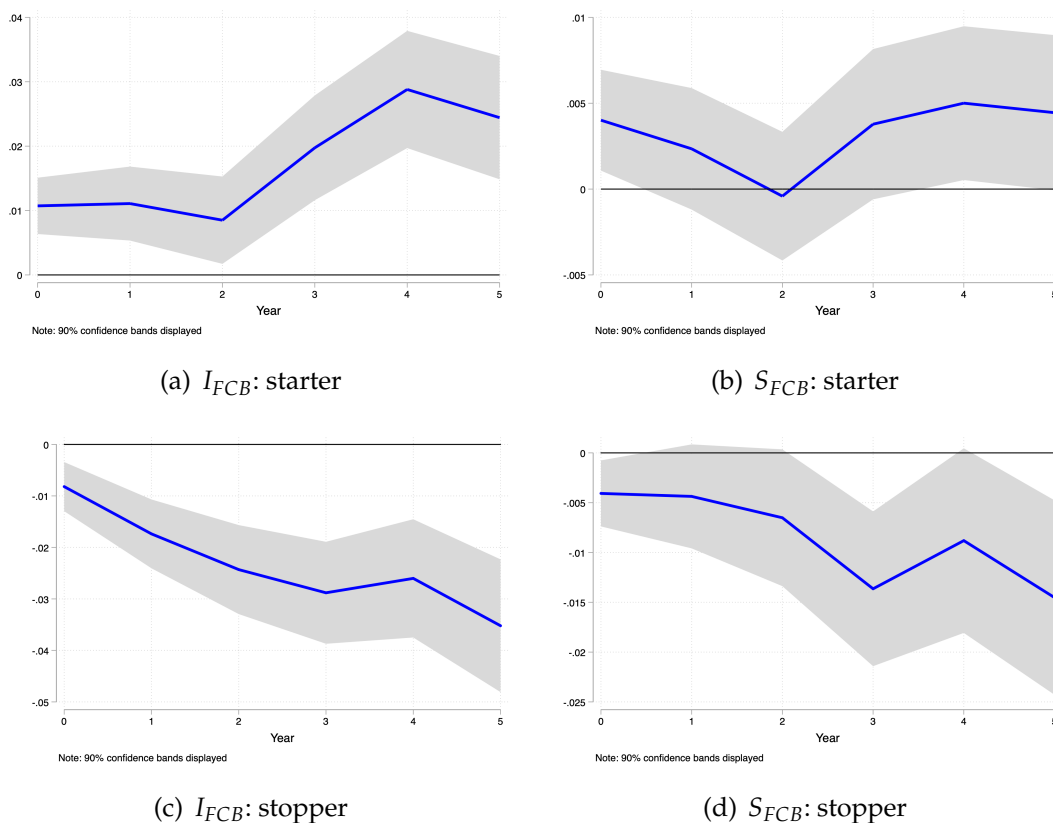 .04
.03
.02
.01
0
0 1 2 3 4 5
Year
Note: 90% confidence bands displayed
(a) I_FCB: starter
.01
.005
0
-.005
0 1 2 3 4 5
Year
Note: 90% confidence bands displayed
(b) S_FCB: starter
0
-.01
-.02
-.03
-.04
-.05
0 1 2 3 4 5
Year
Note: 90% confidence bands displayed
(c) I_FCB: stopper
0
-.005
-.01
-.015
-.02
-.025
0 1 2 3 4 5
Year
Note: 90% confidence bands displayed
(d) S_FCB: stopper